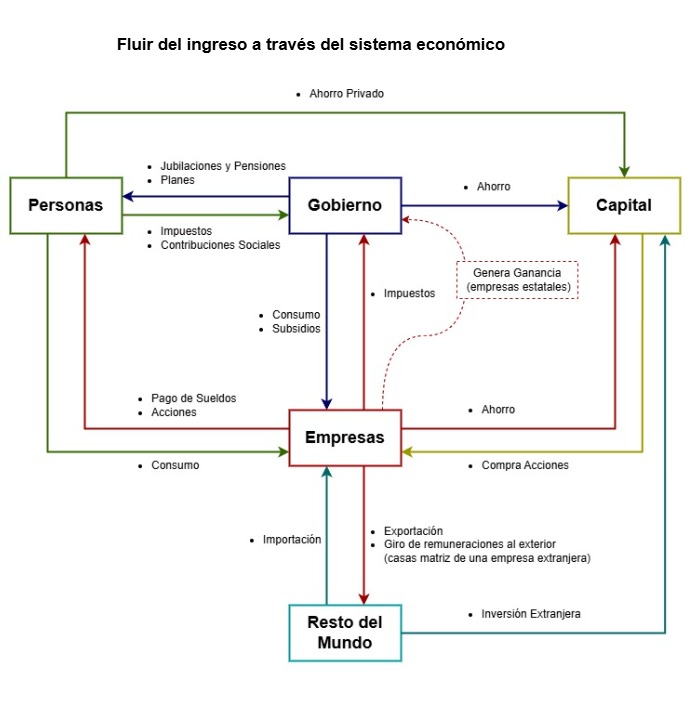 Fluir del ingreso a través del sistema económico
• Ahorro Privado
• Jubilaciones y Pensiones
• Planes
• Ahorro
Personas
Gobierno
Capital
• Impuestos
• Contribuciones Sociales
Genera Ganancia
(empresas estatales)
• Impuestos
• Consumo
• Subsidios
• Pago de Sueldos
• Acciones
• Ahorro
Empresas
• Consumo
• Compra Acciones
• Exportación
• Giro de remuneraciones al exterior
(casas matriz de una empresa extranjera)
• Importación
• Inversión Extranjera
Resto del
Mundo